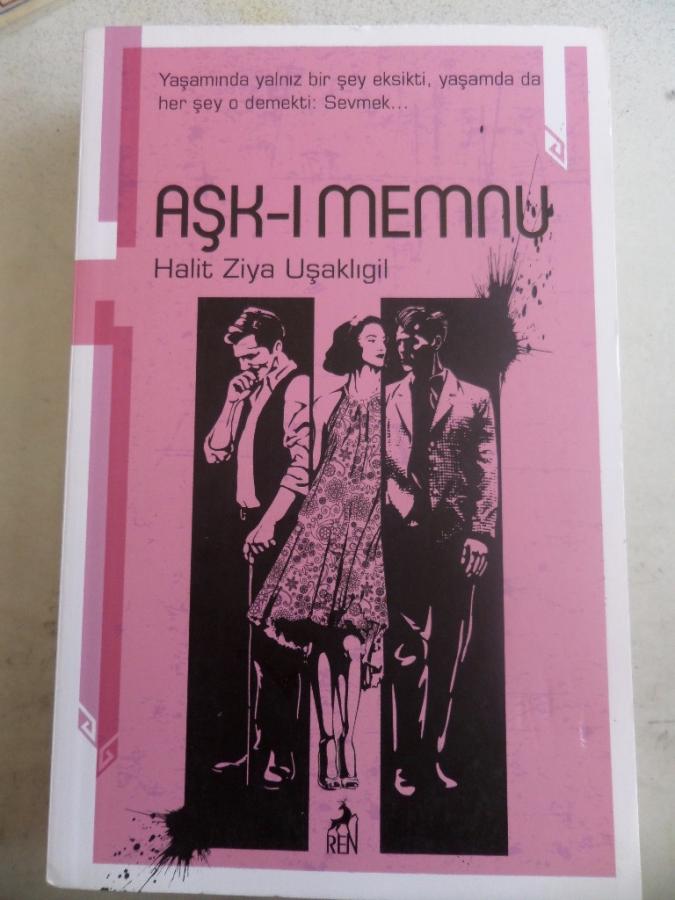 Yaşamında yalnız bir şey eksikti, yaşamda da
her şey o demekti: Sevmek...
AŞK-I MEMNU
Halit Ziya Uşaklıgil
REN